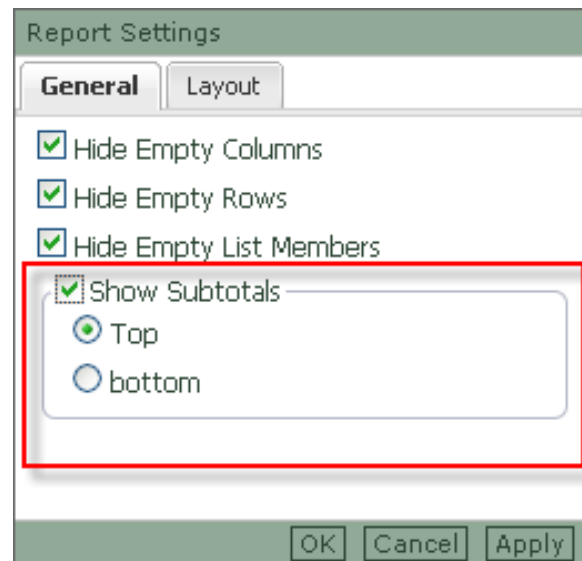 Report Settings
General Layout
Hide Empty Columns
Hide Empty Rows
Hide Empty List Members
Show Subtotals
Top
bottom
OK Cancel Apply